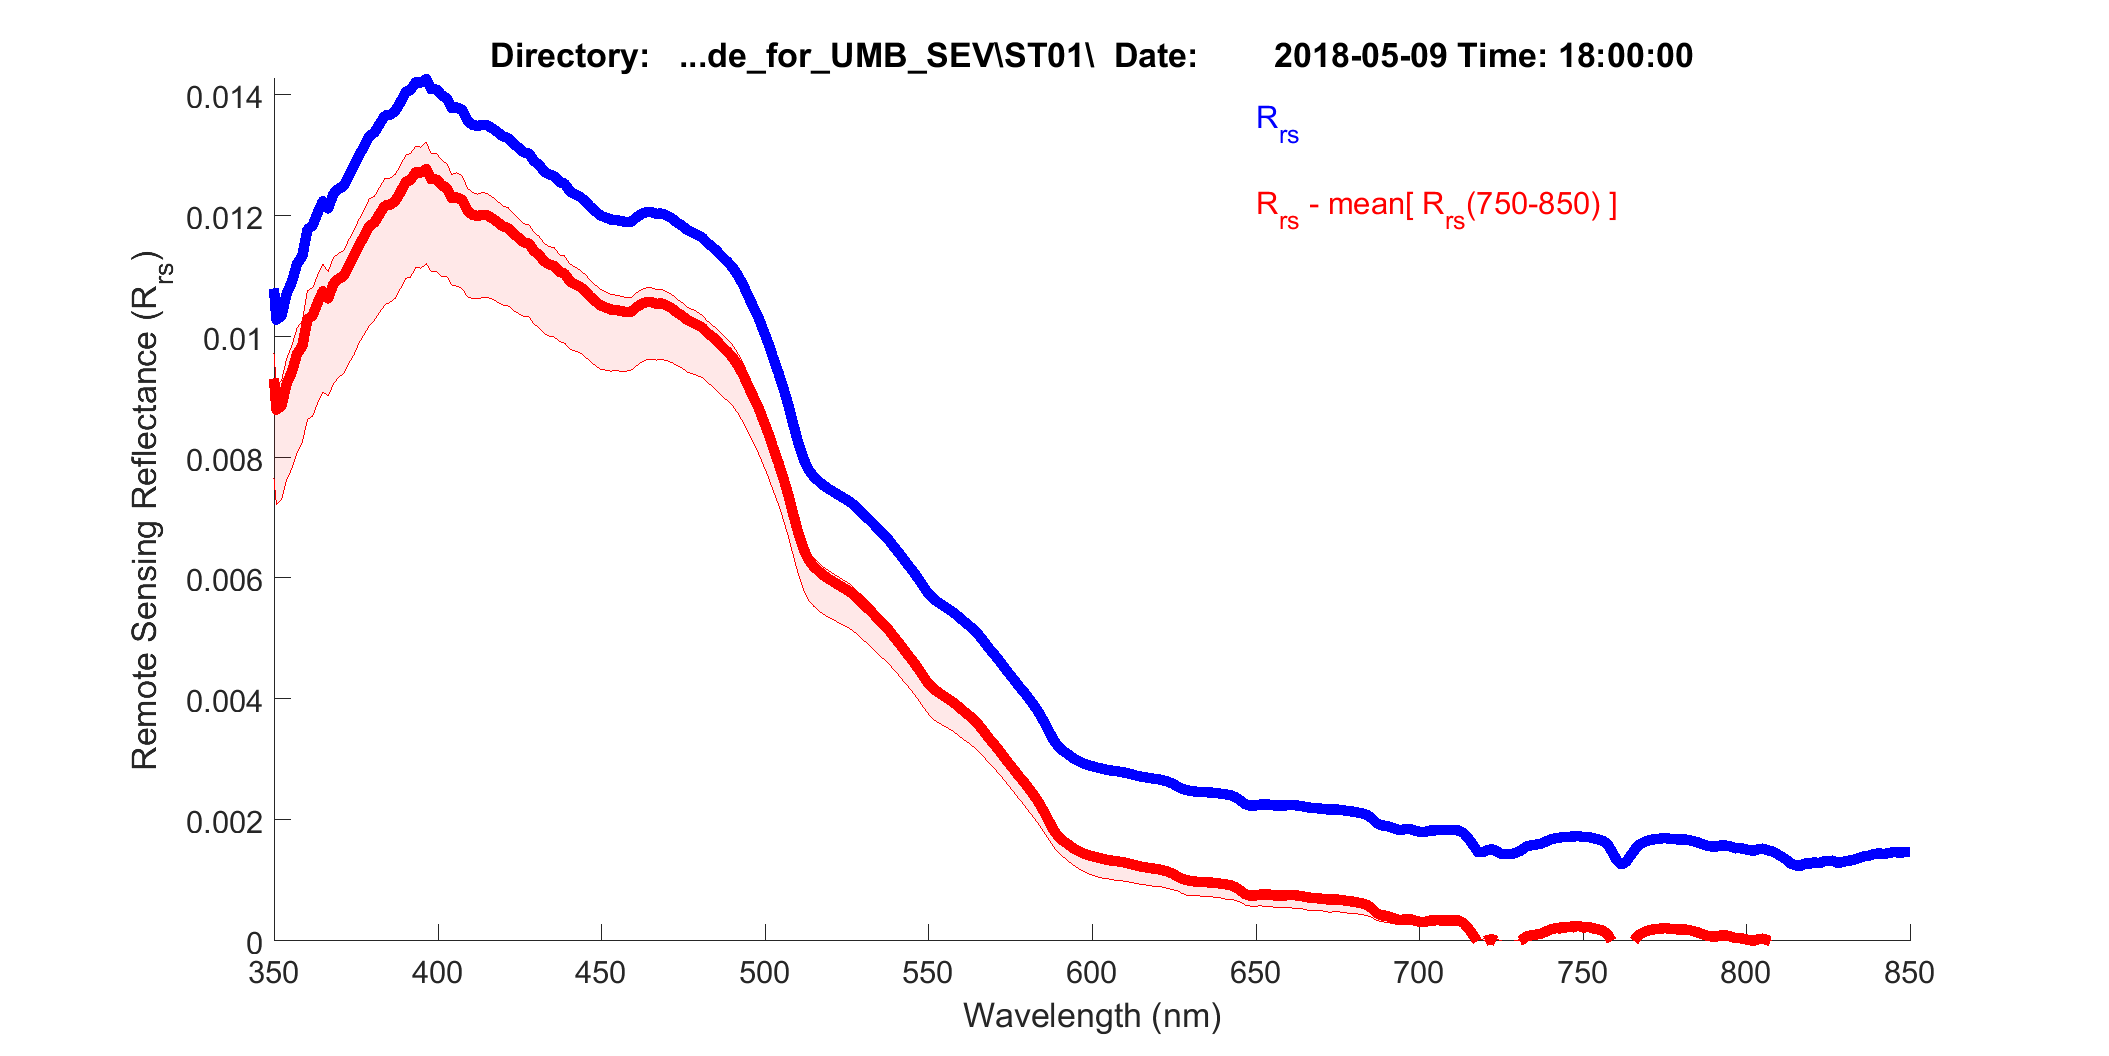 Directory: ...de_for_UMB_SEV\ST01\ Date: 2018-05-09 Time: 18:00:00
Rrs
Rrs - mean[ Rrs(750-850) ]
Remote Sensing Reflectance (Rrs)
0.014
0.012
0.01
0.008
0.006
0.004
0.002
0
350 400 450 500 550 600 650 700 750 800 850
Wavelength (nm)